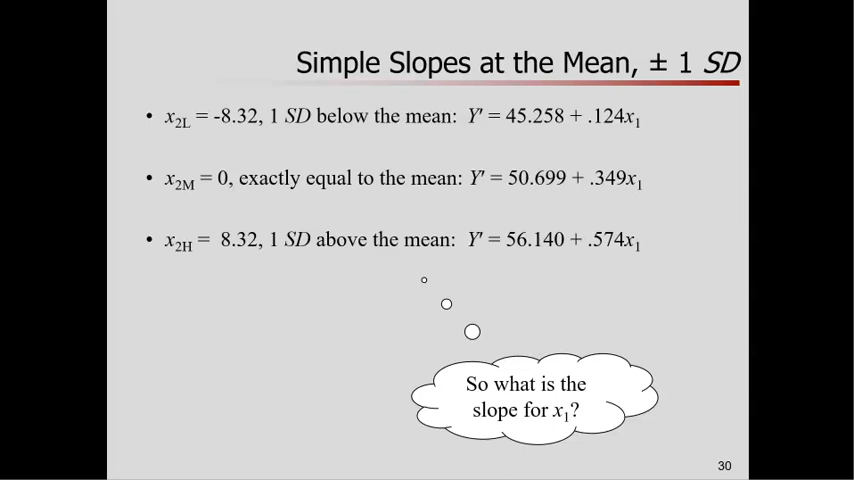 Simple Slopes at the Mean, ± 1 SD
• x2L = -8.32, 1 SD below the mean: Y' = 45.258 + .124x1
• x2M = 0, exactly equal to the mean: Y' = 50.699 + .349x1
• x2H = 8.32, 1 SD above the mean: Y' = 56.140 + .574x1
So what is the
slope for x1?
30